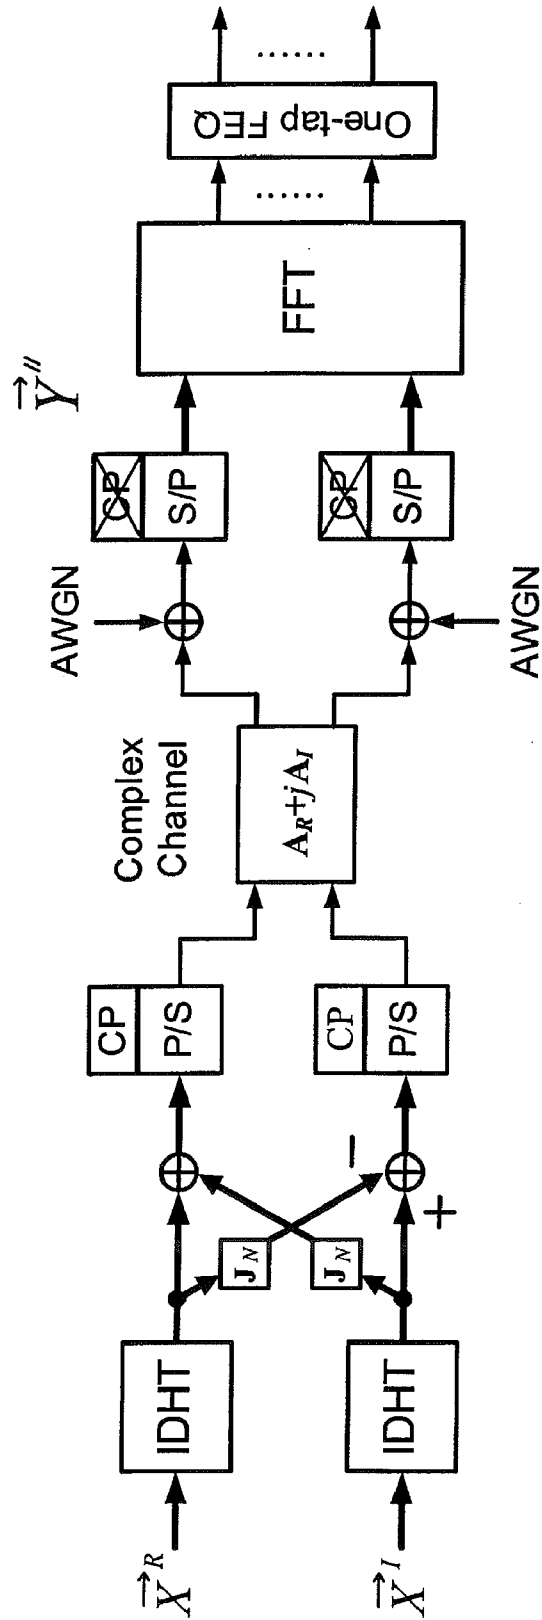 X⃗ᴿ
IDHT
J_N
CP
P/S
Complex
Channel
A_R+jA_I
AWGN
CP
S/P
Y⃗″
FFT
......
One-tap FEQ
......
X⃗ᴵ
IDHT
J_N
−
+
CP
P/S
AWGN
CP
S/P
......
......